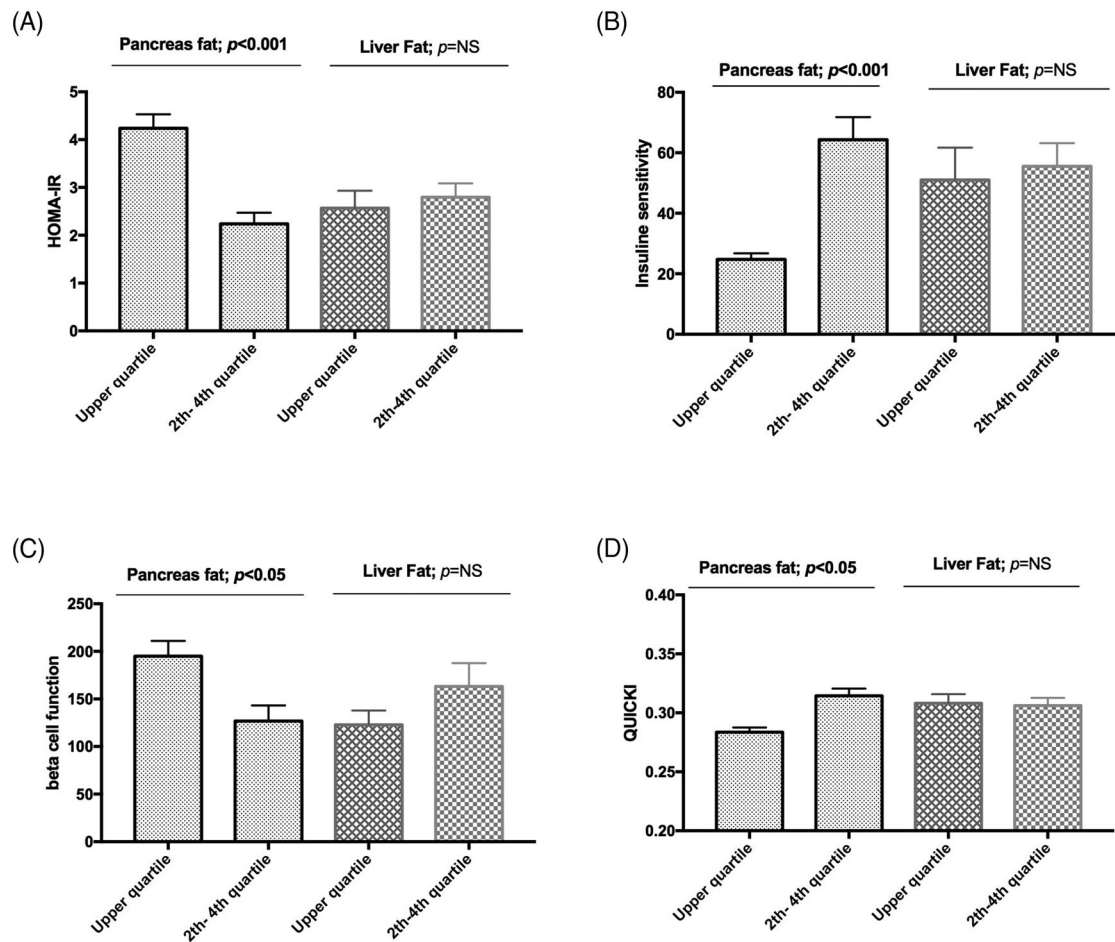 (A)
Pancreas fat; p<0.001
Liver Fat; p=NS
HOMA-IR
5
4
3
2
1
0
Upper quartile
2th- 4th quartile
Upper quartile
2th-4th quartile
(B)
Pancreas fat; p<0.001
Liver Fat; p=NS
Insuline sensitivity
80
60
40
20
0
Upper quartile
2th- 4th quartile
Upper quartile
2th-4th quartile
(C)
Pancreas fat; p<0.05
Liver Fat; p=NS
beta cell function
250
200
150
100
50
0
Upper quartile
2th- 4th quartile
Upper quartile
2th-4th quartile
(D)
Pancreas fat; p<0.05
Liver Fat; p=NS
QUICKI
0.40
0.35
0.30
0.25
0.20
Upper quartile
2th- 4th quartile
Upper quartile
2th-4th quartile